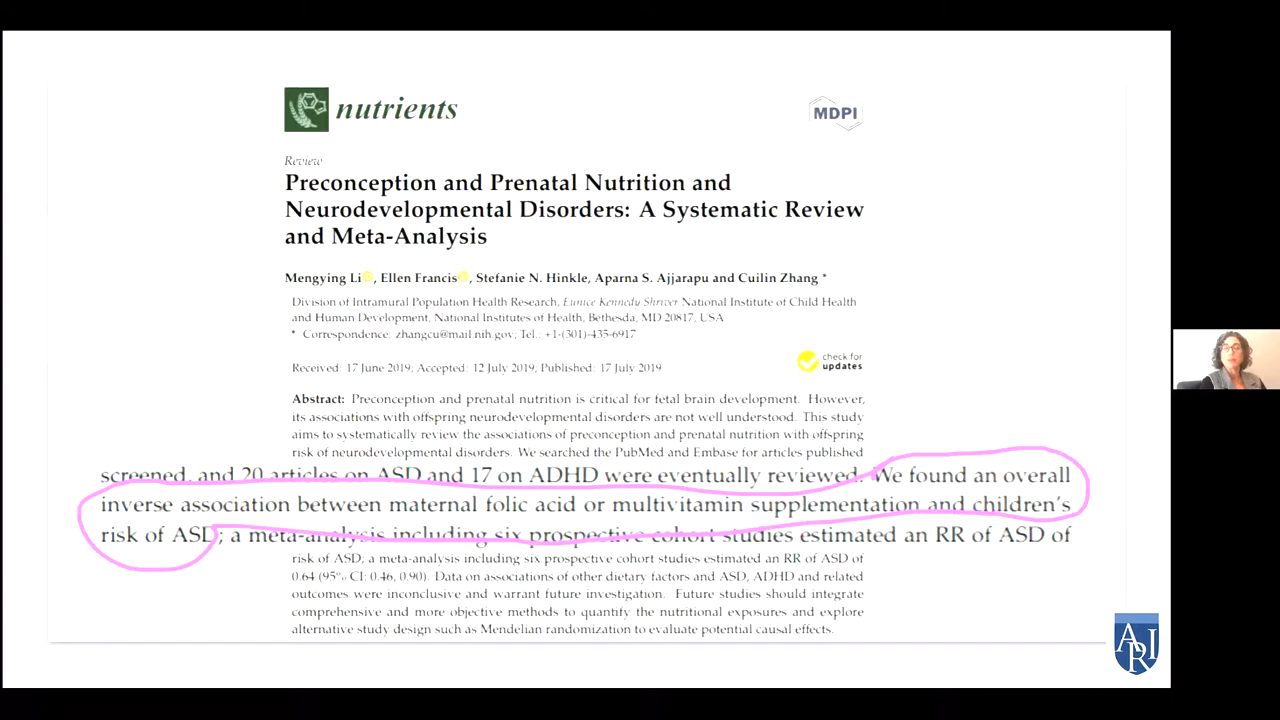 nutrients
MDPI
Review
Preconception and Prenatal Nutrition and
Neurodevelopmental Disorders: A Systematic Review
and Meta-Analysis
Mengying Li, Ellen Francis, Stefanie N. Hinkle, Aparna S. Ajjarapu and Cuilin Zhang *
Division of Intramural Population Health Research, Eunice Kennedy Shriver National Institute of Child Health
and Human Development, National Institutes of Health, Bethesda, MD 20817, USA
* Correspondence: zhangcu@mail.nih.gov; Tel.: +1-(301)-435-6917
Received: 17 June 2019; Accepted: 12 July 2019; Published: 17 July 2019
check for
updates
Abstract: Preconception and prenatal nutrition is critical for fetal brain development. However,
its associations with offspring neurodevelopmental disorders are not well understood. This study
aims to systematically review the associations of preconception and prenatal nutrition with offspring
risk of neurodevelopmental disorders. We searched the PubMed and Embase for articles published
screened, and 20 articles on ASD and 17 on ADHD were eventually reviewed. We found an overall
inverse association between maternal folic acid or multivitamin supplementation and children's
risk of ASD; a meta-analysis including six prospective cohort studies estimated an RR of ASD of
risk of ASD; a meta-analysis including six prospective cohort studies estimated an RR of ASD of
0.64 (95% CI: 0.46, 0.90). Data on associations of other dietary factors and ASD, ADHD and related
outcomes were inconclusive and warrant future investigation. Future studies should integrate
comprehensive and more objective methods to quantify the nutritional exposures and explore
alternative study design such as Mendelian randomization to evaluate potential causal effects.
ARI